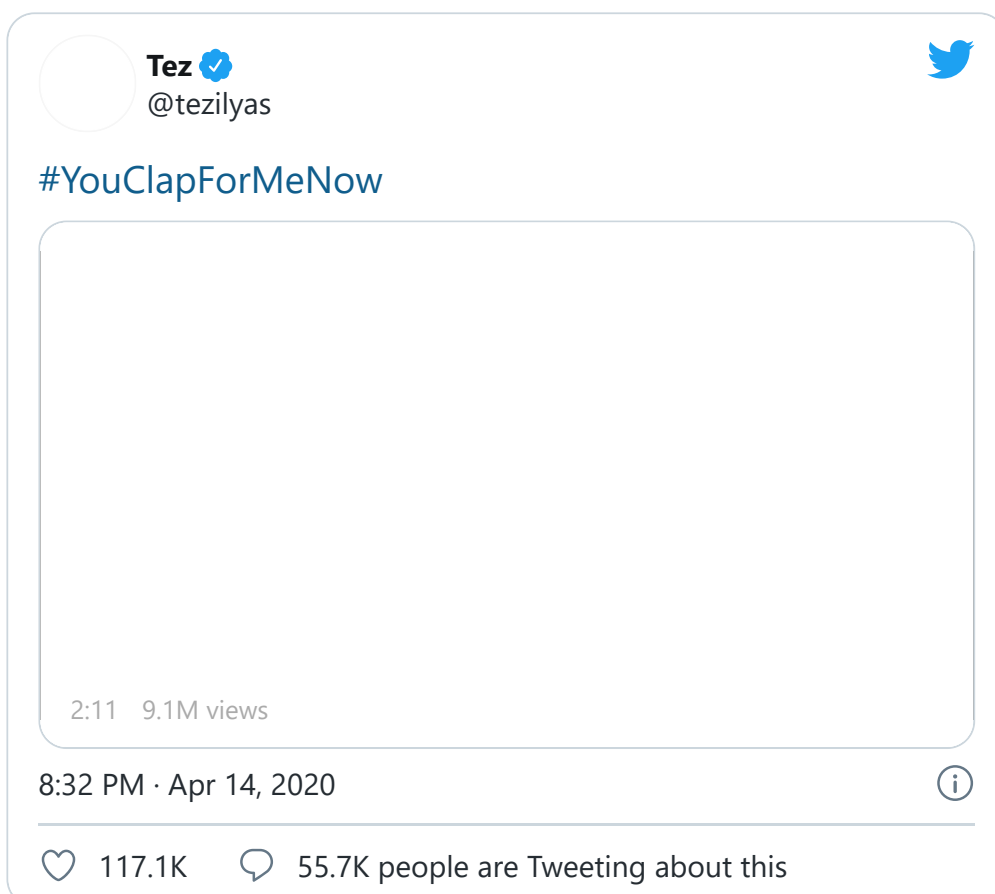 Tez
@tezilyas
#YouClapForMeNow
2:11 9.1M views
8:32 PM · Apr 14, 2020
117.1K 55.7K people are Tweeting about this